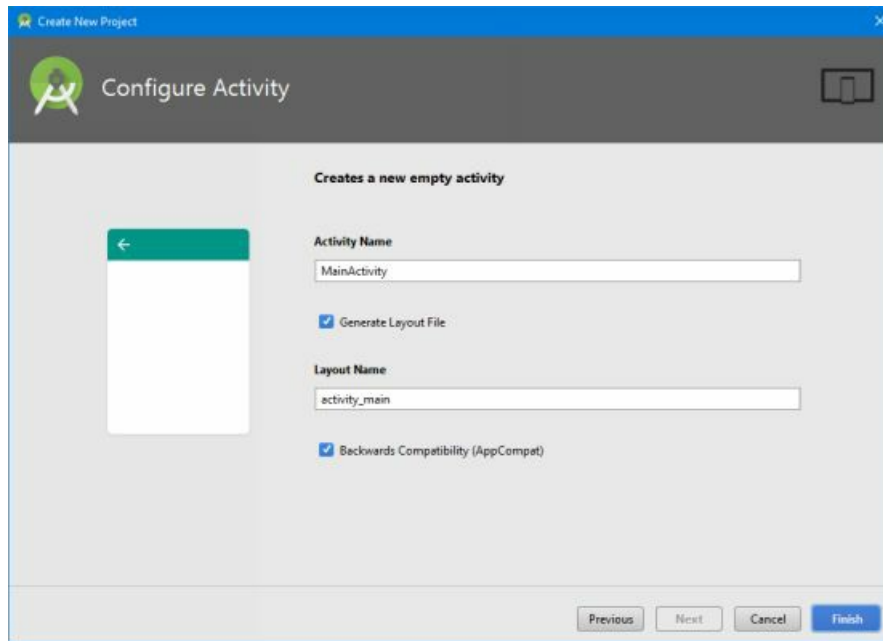 Create New Project
Configure Activity
Creates a new empty activity
Activity Name
MainActivity
Generate Layout File
Layout Name
activity_main
Backwards Compatibility (AppCompat)
Previous
Next
Cancel
Finish